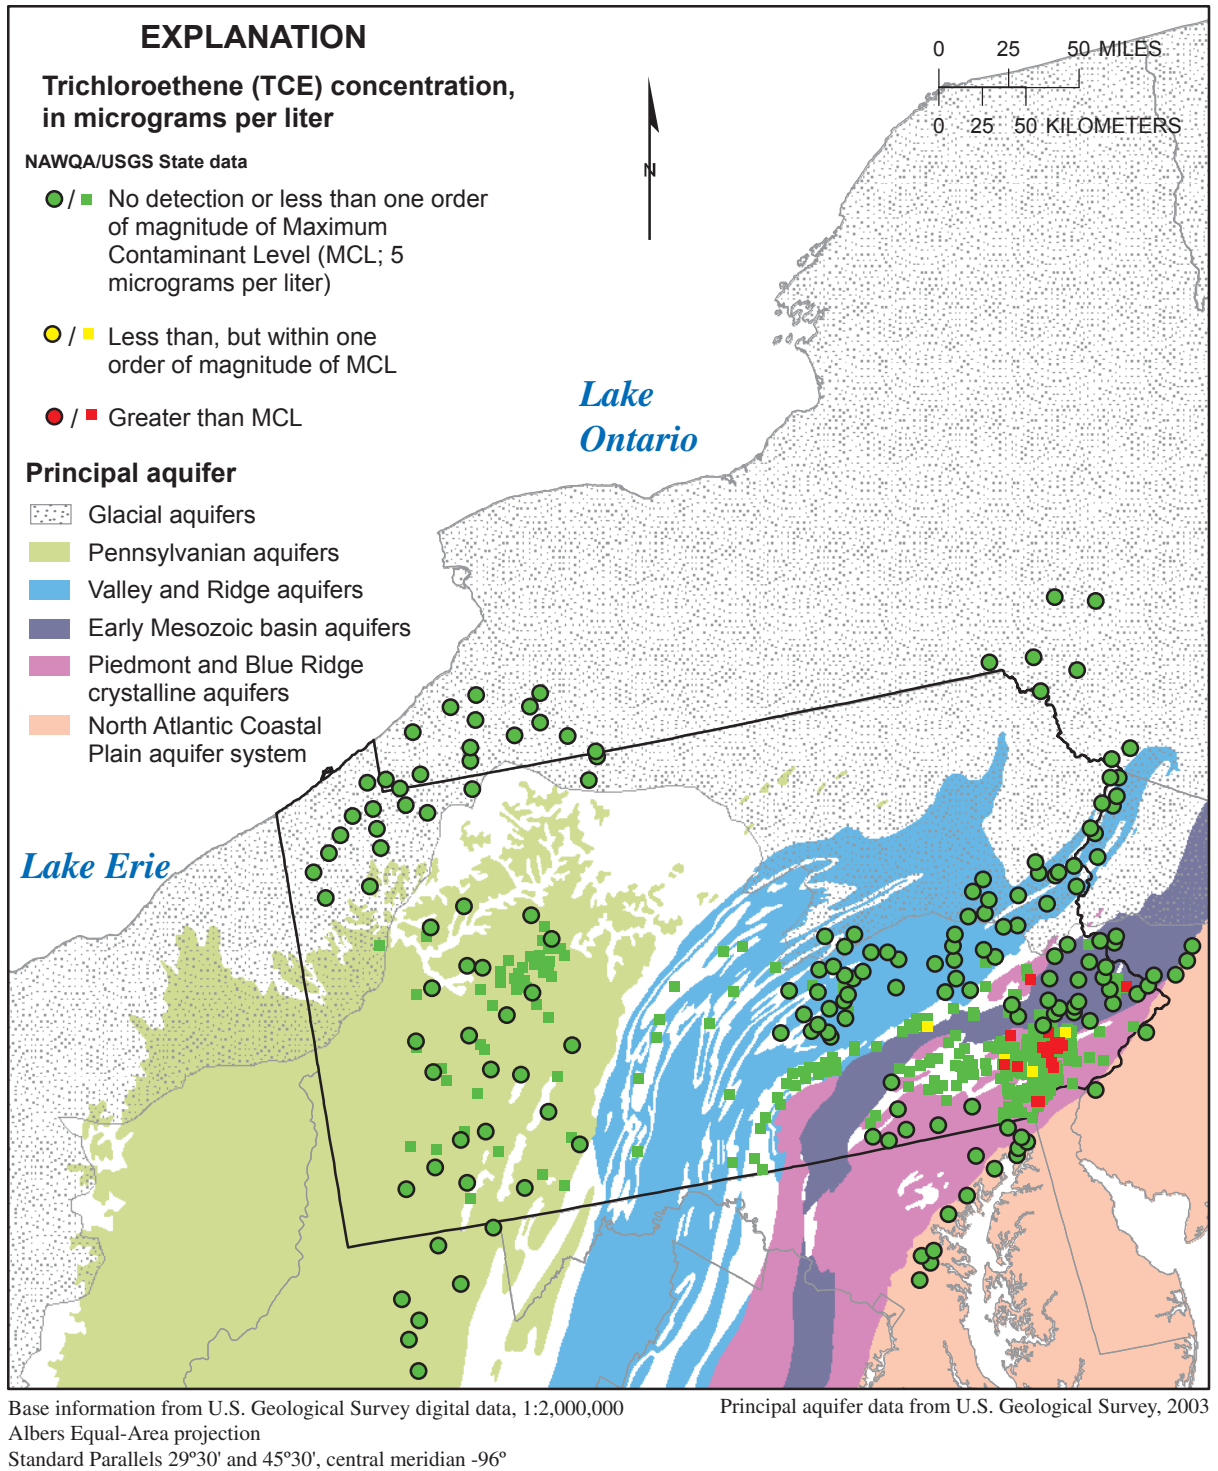 EXPLANATION
Trichloroethene (TCE) concentration,
in micrograms per liter
NAWQA/USGS State data
/ No detection or less than one order
of magnitude of Maximum
Contaminant Level (MCL; 5
micrograms per liter)
/ Less than, but within one
order of magnitude of MCL
/ Greater than MCL
Principal aquifer
Glacial aquifers
Pennsylvanian aquifers
Valley and Ridge aquifers
Early Mesozoic basin aquifers
Piedmont and Blue Ridge
crystalline aquifers
North Atlantic Coastal
Plain aquifer system
0 25 50 MILES
0 25 50 KILOMETERS
N
Lake
Ontario
Lake Erie
Base information from U.S. Geological Survey digital data, 1:2,000,000
Albers Equal-Area projection
Standard Parallels 29º30' and 45º30', central meridian -96º
Principal aquifer data from U.S. Geological Survey, 2003